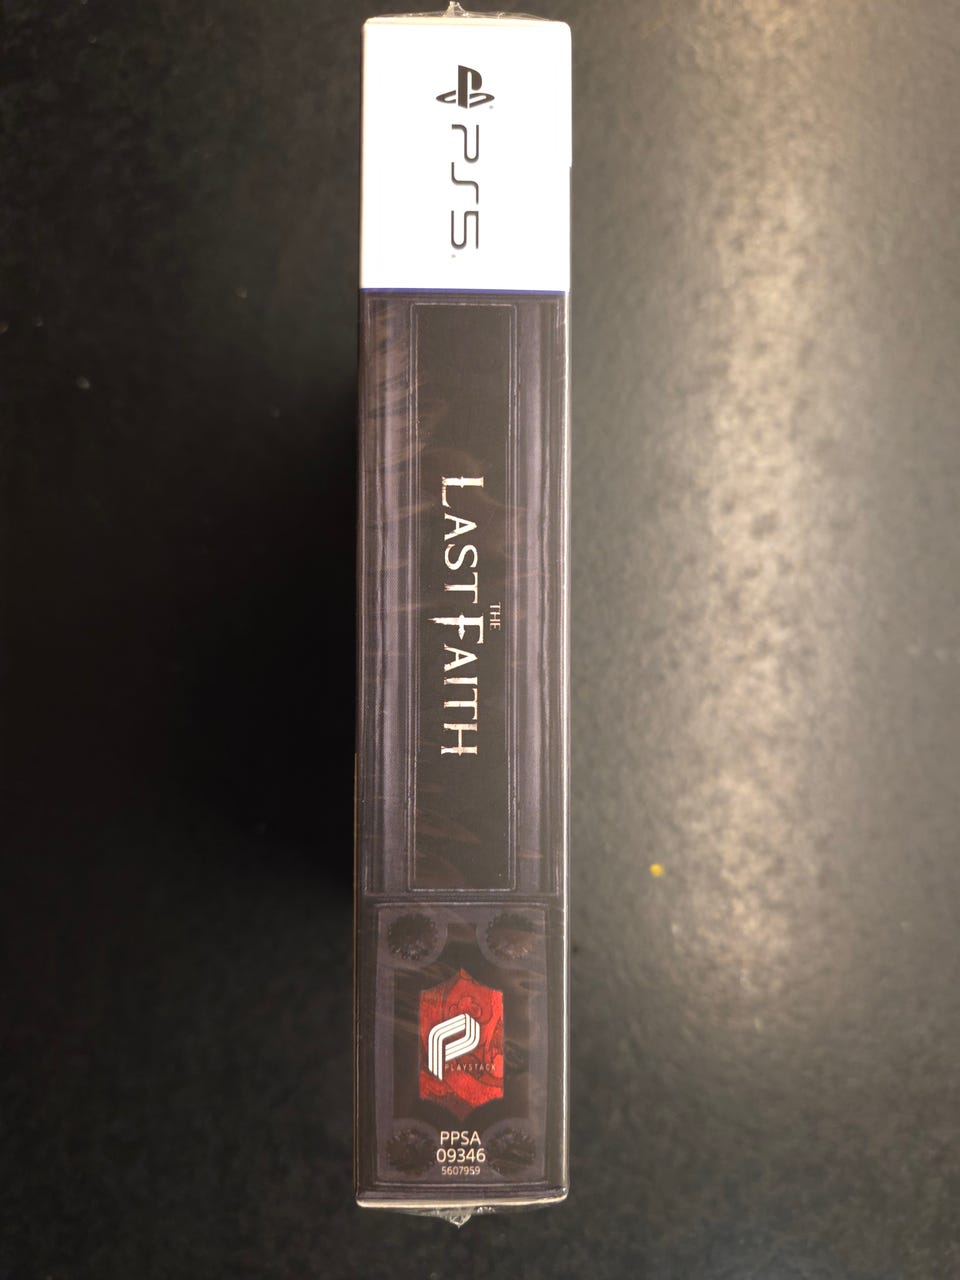 PS5
THE
LAST FAITH
PLAYSTACK
PPSA
09346
5607959